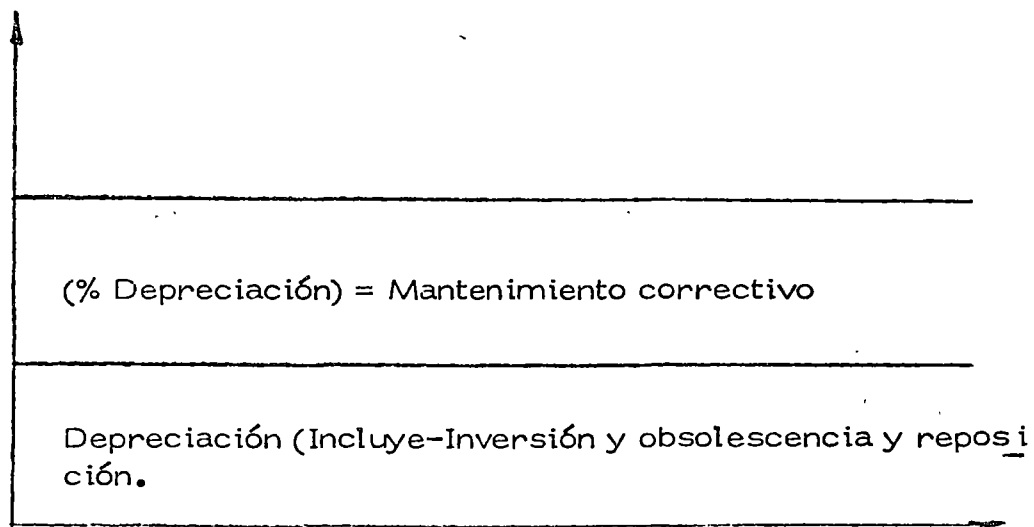 (% Depreciación) = Mantenimiento correctivo
Depreciación (Incluye-Inversión y obsolescencia y reposi
ción.